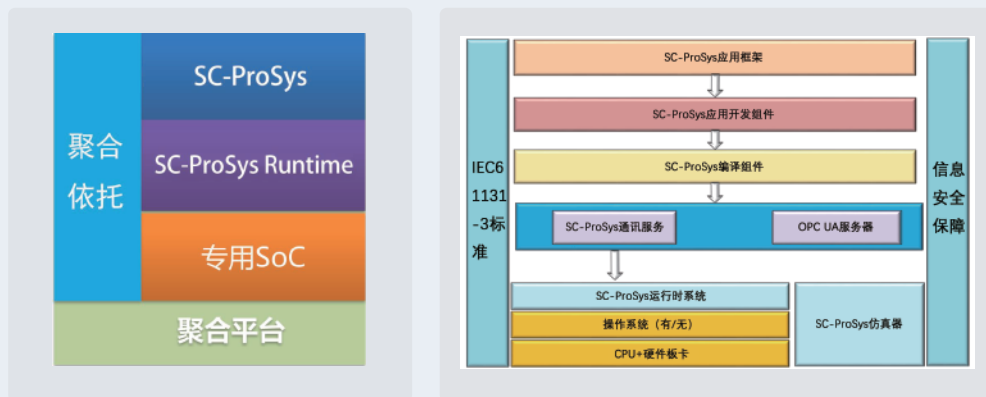 聚合
依托
SC-ProSys
SC-ProSys Runtime
专用SoC
聚合平台
IEC6
1131
-3标
准
SC-ProSys应用框架
SC-ProSys应用开发组件
SC-ProSys编译组件
SC-ProSys通讯服务
OPC UA服务器
SC-ProSys运行时系统
操作系统（有/无）
CPU+硬件板卡
SC-ProSys仿真器
信息
安全
保障